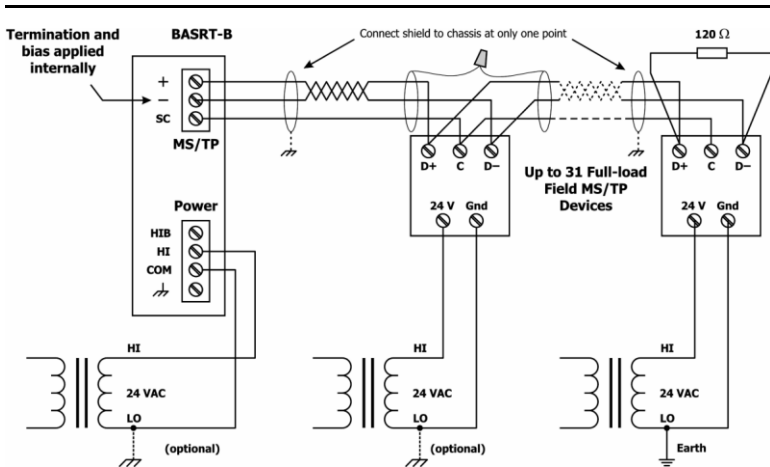 Termination and
bias applied
internally
BASRT-B
Connect shield to chassis at only one point
120 Ω
+
−
SC
MS/TP
D+ C D−
D+ C D−
Up to 31 Full-load
Field MS/TP
Devices
Power
24 V Gnd
24 V Gnd
HIB
HI
COM
HI
HI
HI
24 VAC
24 VAC
24 VAC
LO
LO
LO
(optional)
(optional)
Earth